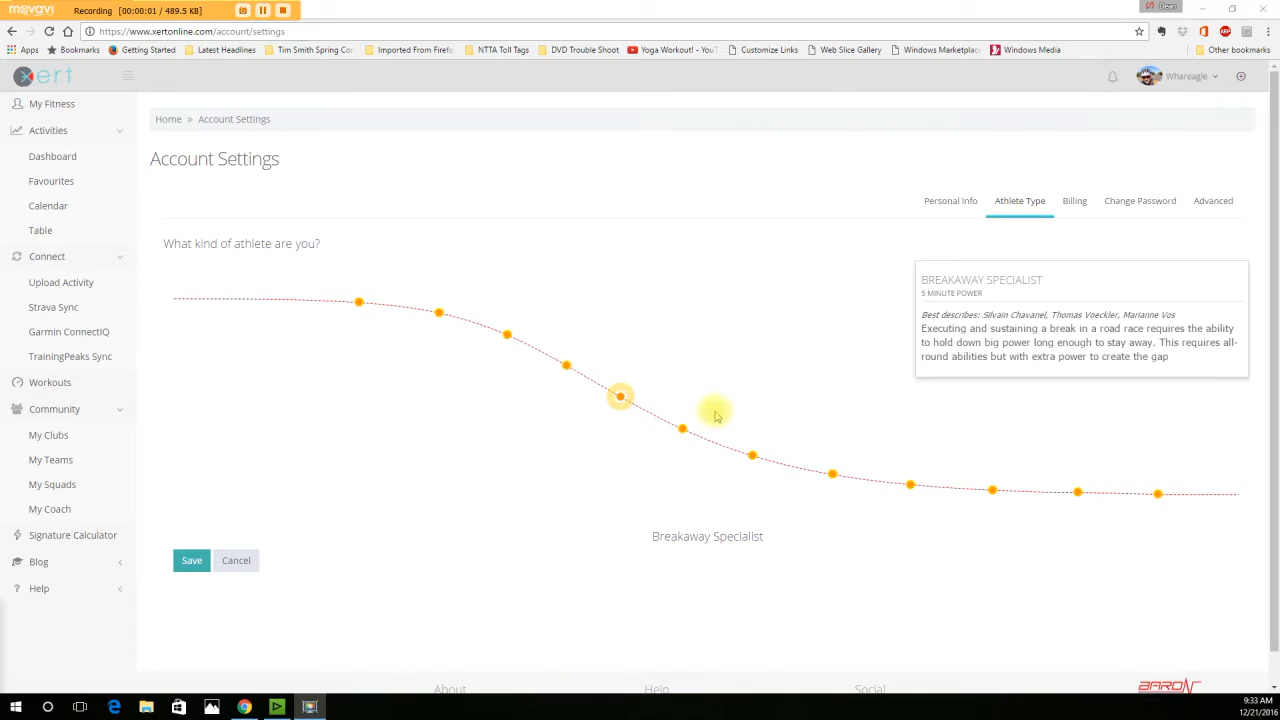 movavi Recording [00:00:01 / 489.5 KB]
Dean
https://www.xertonline.com/account/settings
Apps Bookmarks Getting Started Latest Headlines Tim Smith Spring Co Imported From Firefo NTTA Toll Tags DVD Trouble Shoot Yoga Workout! - YouT Customize Links Web Slice Gallery Windows Marketplac Windows Media Other bookmarks
xert
Whareagle
My Fitness
Activities
Dashboard
Favourites
Calendar
Table
Connect
Upload Activity
Strava Sync
Garmin ConnectIQ
TrainingPeaks Sync
Workouts
Community
My Clubs
My Teams
My Squads
My Coach
Signature Calculator
Blog
Help
Home » Account Settings
Account Settings
Personal Info Athlete Type Billing Change Password Advanced
What kind of athlete are you?
BREAKAWAY SPECIALIST
5 MINUTE POWER
Best describes: Silvain Chavanel, Thomas Voeckler, Marianne Vos
Executing and sustaining a break in a road race requires the ability
to hold down big power long enough to stay away. This requires all-
round abilities but with extra power to create the gap
Breakaway Specialist
Save Cancel
About Help Social
BARON
9:33 AM
12/21/2016